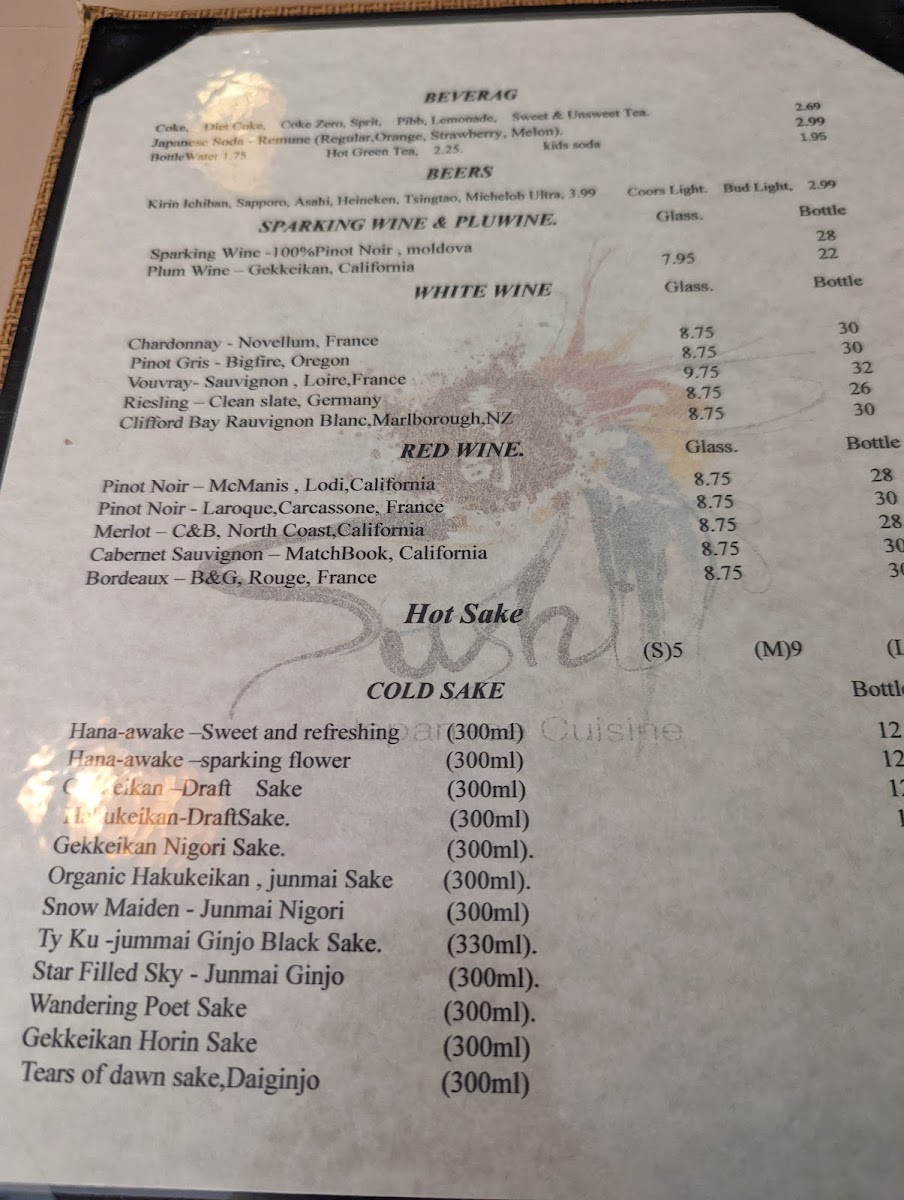 BEVERAG
Coke, Diet Coke, Coke Zero, Sprit, Pibb, Lemonade, Sweet & Unsweet Tea. 2.69
Japanese Soda - Remune (Regular,Orange, Strawberry, Melon). 2.99
BottleWater 1.75 Hot Green Tea, 2.25. kids soda 1.95
BEERS
Kirin Ichiban, Sapporo, Asahi, Heineken, Tsingtao, Michelob Ultra, 3.99 Coors Light. Bud Light, 2.99
SPARKING WINE & PLUWINE. Glass. Bottle
Sparking Wine -100%Pinot Noir , moldova 28
Plum Wine – Gekkeikan, California 7.95 22
WHITE WINE Glass. Bottle
Chardonnay - Novellum, France 8.75 30
Pinot Gris - Bigfire, Oregon 8.75 30
Vouvray- Sauvignon , Loire,France 9.75 32
Riesling – Clean slate, Germany 8.75 26
Clifford Bay Rauvignon Blanc,Marlborough,NZ 8.75 30
RED WINE. Glass. Bottle
Pinot Noir – McManis , Lodi,California 8.75 28
Pinot Noir - Laroque,Carcassone, France 8.75 30
Merlot – C&B, North Coast,California 8.75 28
Cabernet Sauvignon – MatchBook, California 8.75 30
Bordeaux – B&G, Rouge, France 8.75
Hot Sake
(S)5 (M)9
Sushi
COLD SAKE
Cuisine
Hana-awake –Sweet and refreshing (300ml) 12
Hana-awake –sparking flower (300ml) 12
–Draft Sake (300ml)
-DraftSake. (300ml)
Gekkeikan Nigori Sake. (300ml).
Organic Hakukeikan , junmai Sake (300ml).
Snow Maiden - Junmai Nigori (300ml)
Ty Ku -jummai Ginjo Black Sake. (330ml).
Star Filled Sky - Junmai Ginjo (300ml).
Wandering Poet Sake (300ml).
Gekkeikan Horin Sake (300ml)
Tears of dawn sake,Daiginjo (300ml)